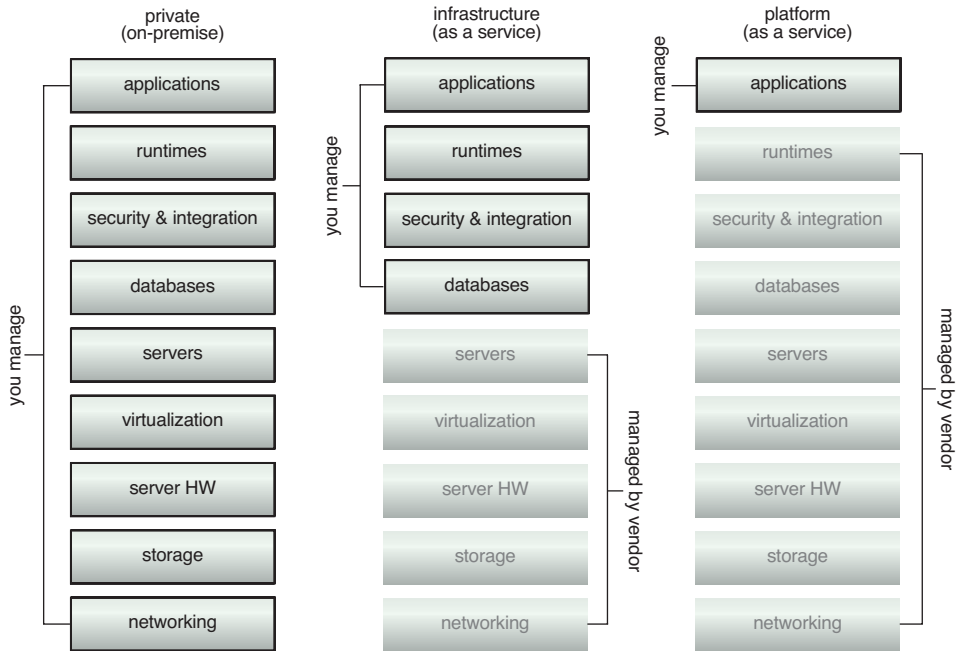 private
(on-premise)
applications
runtimes
security & integration
databases
servers
virtualization
server HW
storage
networking
you manage
infrastructure
(as a service)
applications
runtimes
security & integration
databases
servers
virtualization
server HW
storage
networking
you manage
managed by vendor
platform
(as a service)
applications
runtimes
security & integration
databases
servers
virtualization
server HW
storage
networking
you manage
managed by vendor